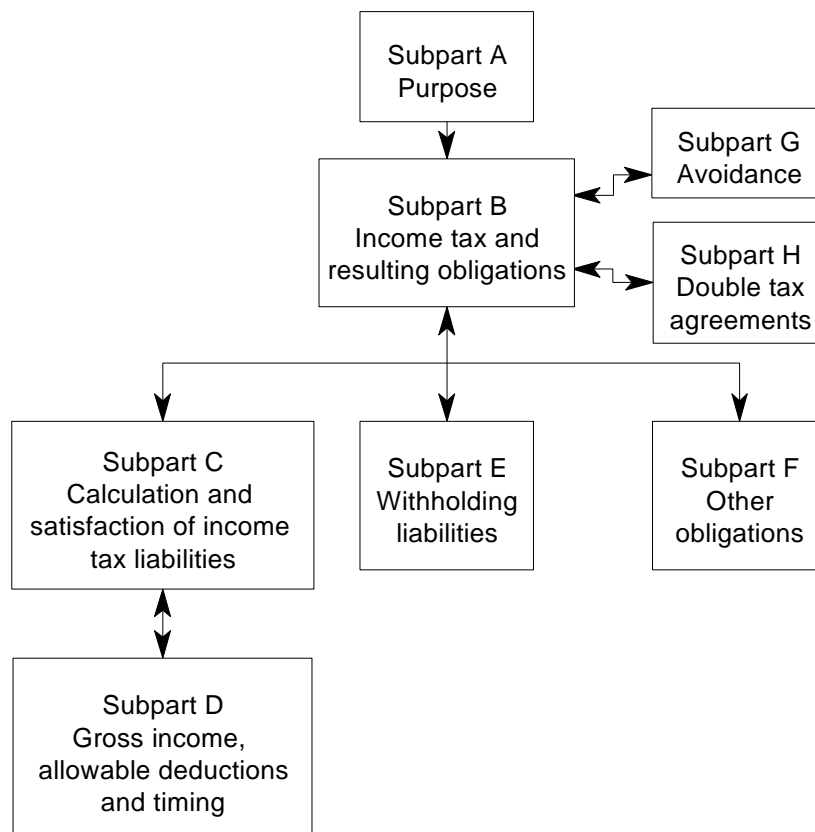 Subpart A
Purpose
Subpart B
Income tax and
resulting obligations
Subpart G
Avoidance
Subpart H
Double tax
agreements
Subpart C
Calculation and
satisfaction of income
tax liabilities
Subpart E
Withholding
liabilities
Subpart F
Other
obligations
Subpart D
Gross income,
allowable deductions
and timing